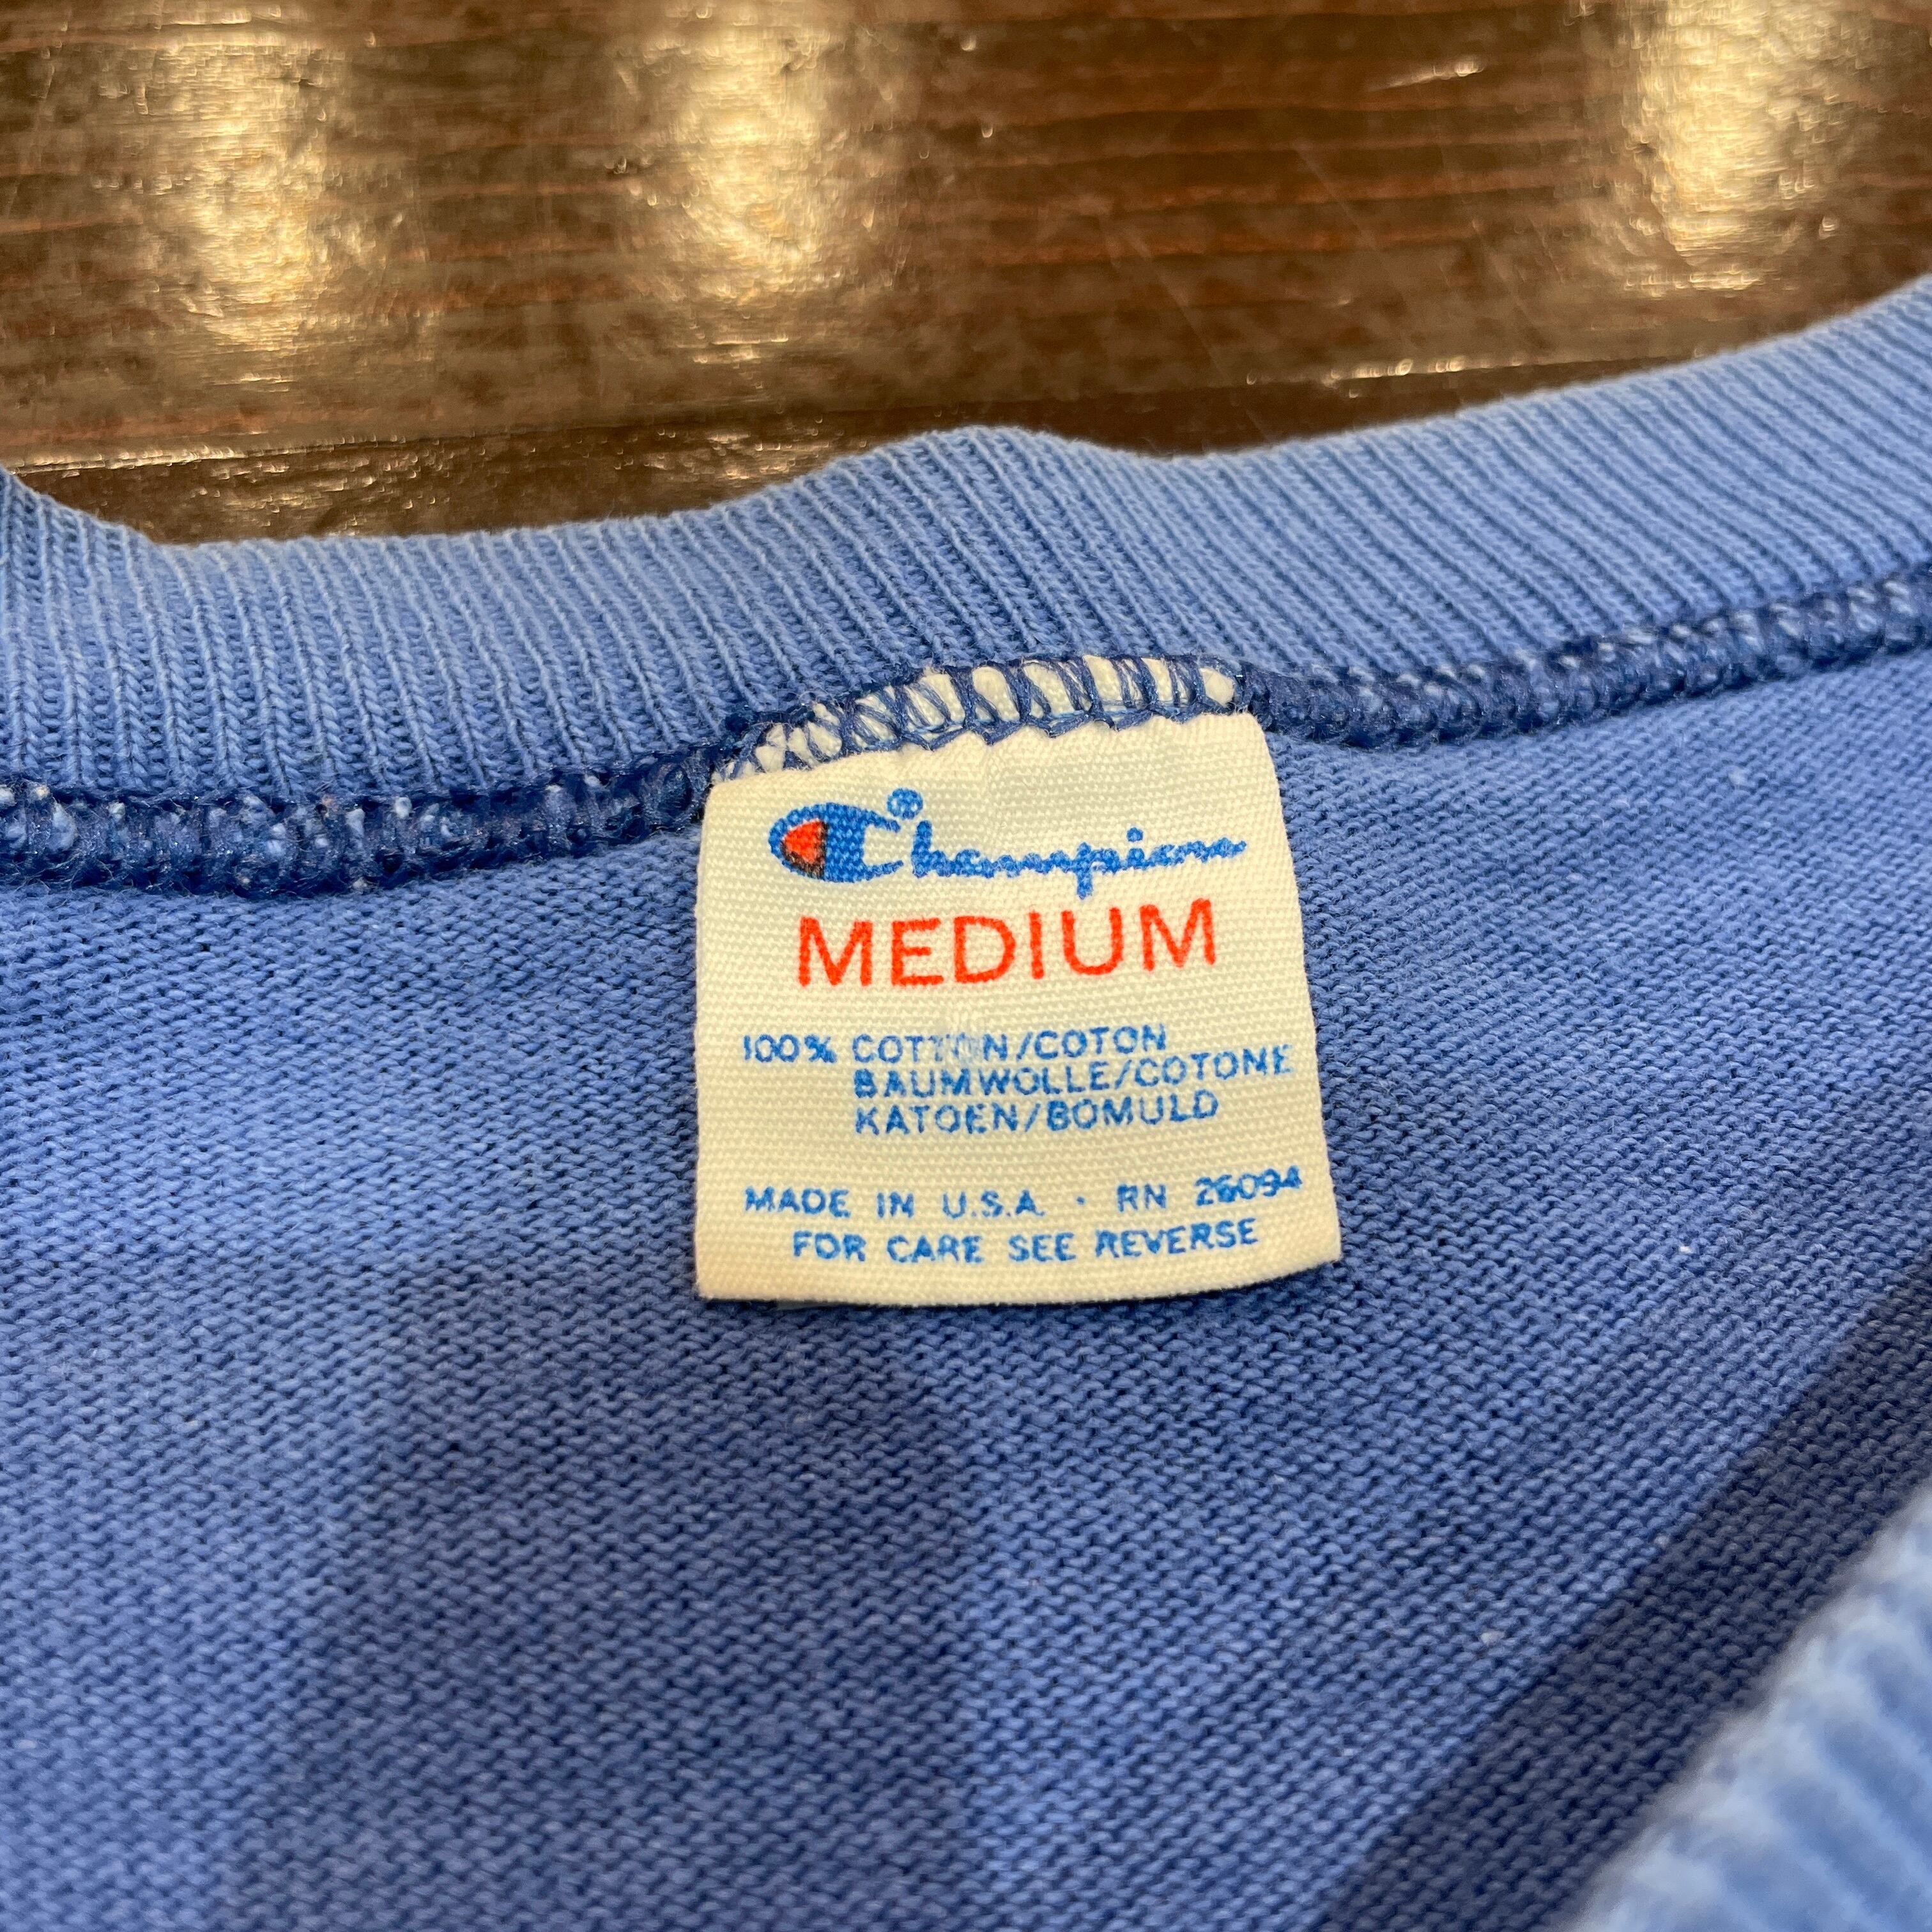 Champion®
MEDIUM
100% COTTON/COTON
BAUMWOLLE/COTONE
KATOEN/BOMULD
MADE IN U.S.A. · RN 26094
FOR CARE SEE REVERSE